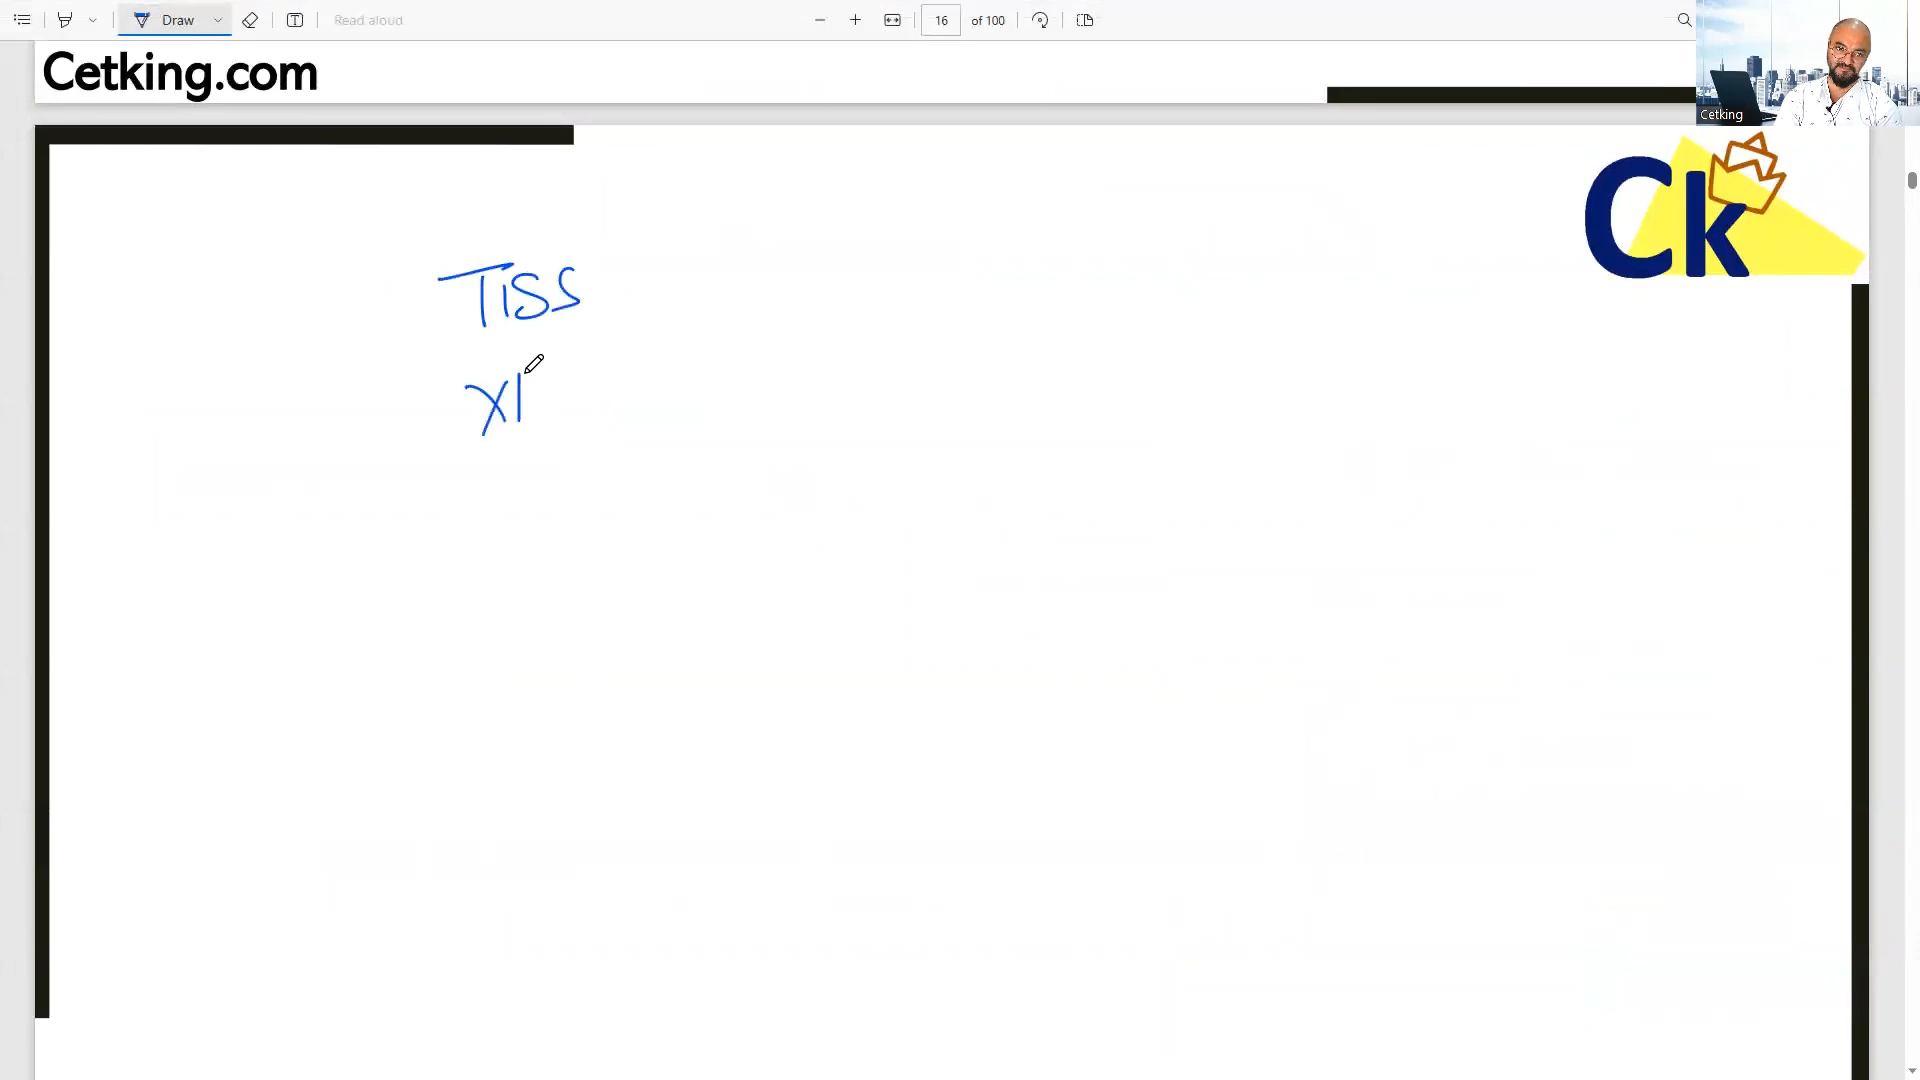 Draw
Read aloud
16 of 100
Cetking.com
Cetking
Ck
TISS
XI